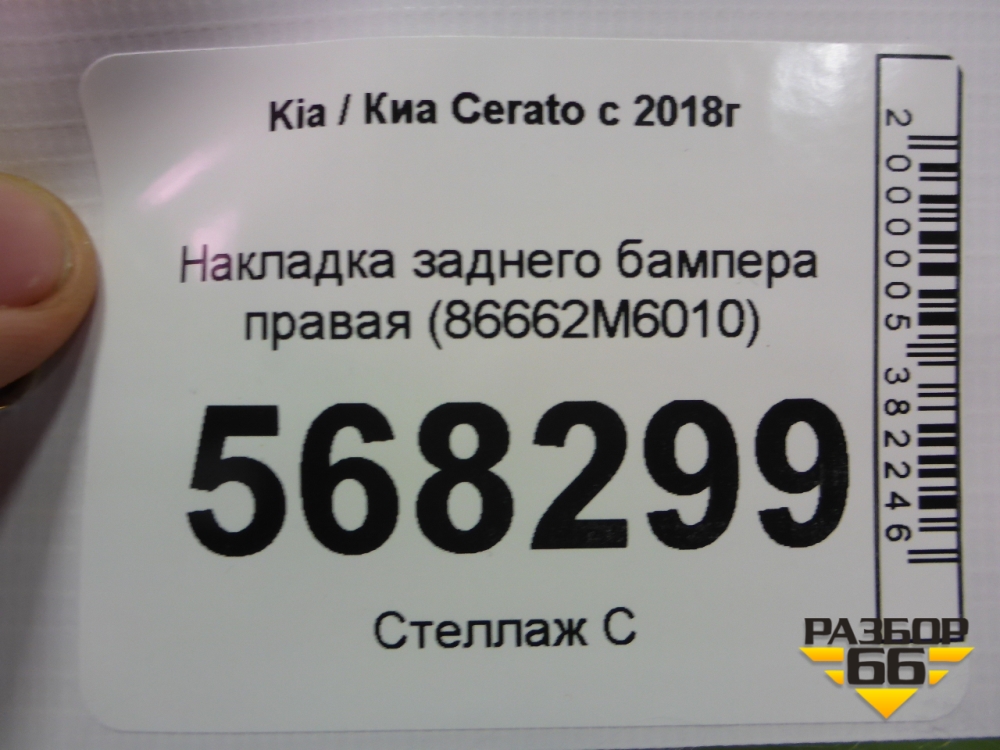 Kia / Киа Cerato с 2018г
Накладка заднего бампера
правая (86662M6010)
568299
Стеллаж С
2000005382246
РАЗБОР
66